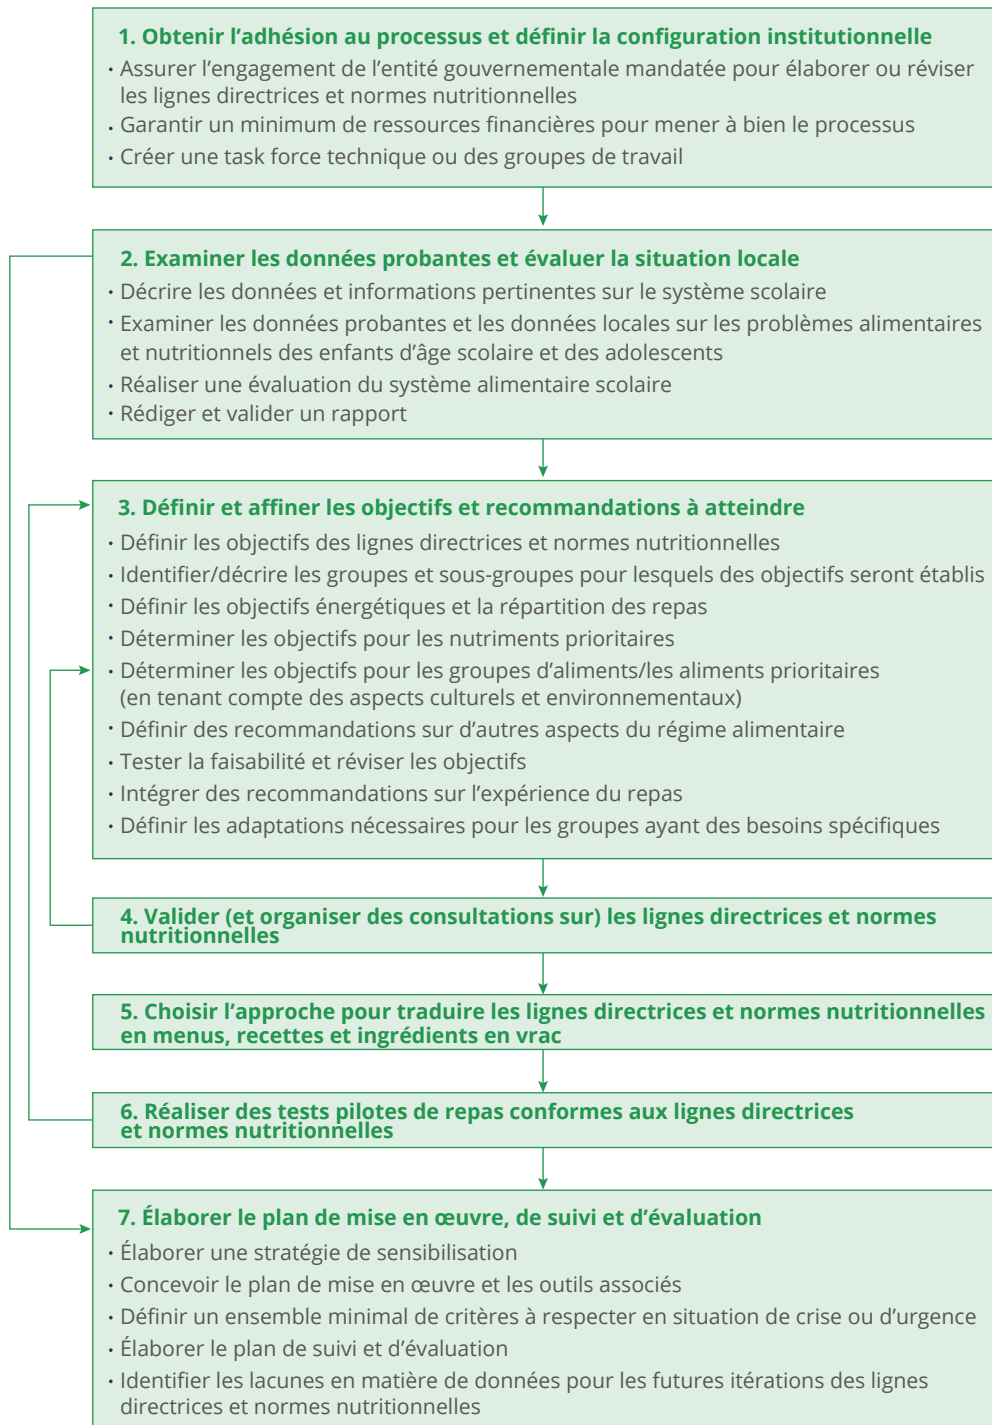 1. Obtenir l’adhésion au processus et définir la configuration institutionnelle
· Assurer l’engagement de l’entité gouvernementale mandatée pour élaborer ou réviser
les lignes directrices et normes nutritionnelles
· Garantir un minimum de ressources financières pour mener à bien le processus
· Créer une task force technique ou des groupes de travail
2. Examiner les données probantes et évaluer la situation locale
· Décrire les données et informations pertinentes sur le système scolaire
· Examiner les données probantes et les données locales sur les problèmes alimentaires
et nutritionnels des enfants d’âge scolaire et des adolescents
· Réaliser une évaluation du système alimentaire scolaire
· Rédiger et valider un rapport
3. Définir et affiner les objectifs et recommandations à atteindre
· Définir les objectifs des lignes directrices et normes nutritionnelles
· Identifier/décrire les groupes et sous-groupes pour lesquels des objectifs seront établis
· Définir les objectifs énergétiques et la répartition des repas
· Déterminer les objectifs pour les nutriments prioritaires
· Déterminer les objectifs pour les groupes d’aliments/les aliments prioritaires
(en tenant compte des aspects culturels et environnementaux)
· Définir des recommandations sur d’autres aspects du régime alimentaire
· Tester la faisabilité et réviser les objectifs
· Intégrer des recommandations sur l’expérience du repas
· Définir les adaptations nécessaires pour les groupes ayant des besoins spécifiques
4. Valider (et organiser des consultations sur) les lignes directrices et normes
nutritionnelles
5. Choisir l’approche pour traduire les lignes directrices et normes nutritionnelles
en menus, recettes et ingrédients en vrac
6. Réaliser des tests pilotes de repas conformes aux lignes directrices
et normes nutritionnelles
7. Élaborer le plan de mise en œuvre, de suivi et d’évaluation
· Élaborer une stratégie de sensibilisation
· Concevoir le plan de mise en œuvre et les outils associés
· Définir un ensemble minimal de critères à respecter en situation de crise ou d’urgence
· Élaborer le plan de suivi et d’évaluation
· Identifier les lacunes en matière de données pour les futures itérations des lignes
directrices et normes nutritionnelles